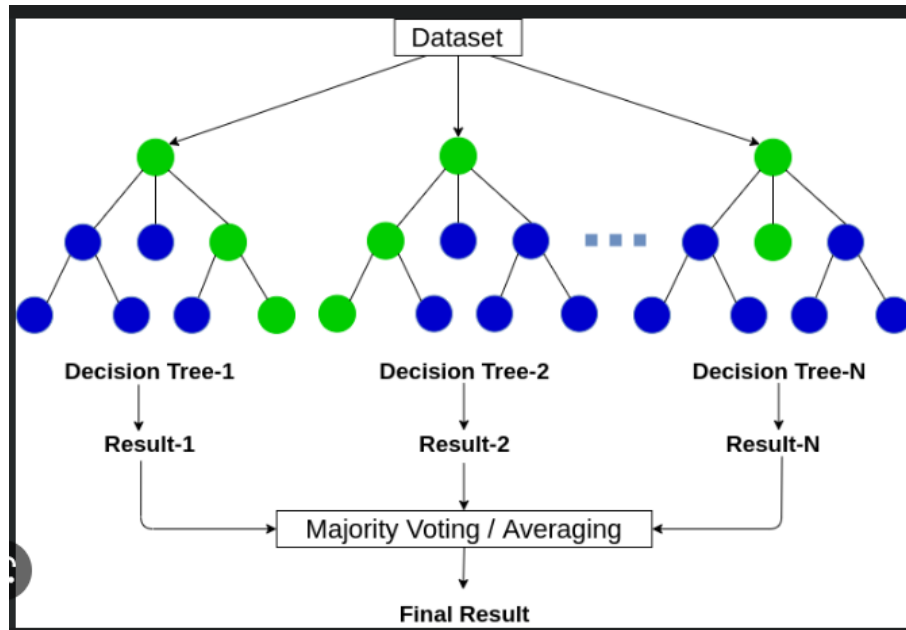 Dataset
Decision Tree-1
Decision Tree-2
Decision Tree-N
Result-1
Result-2
Result-N
Majority Voting / Averaging
Final Result